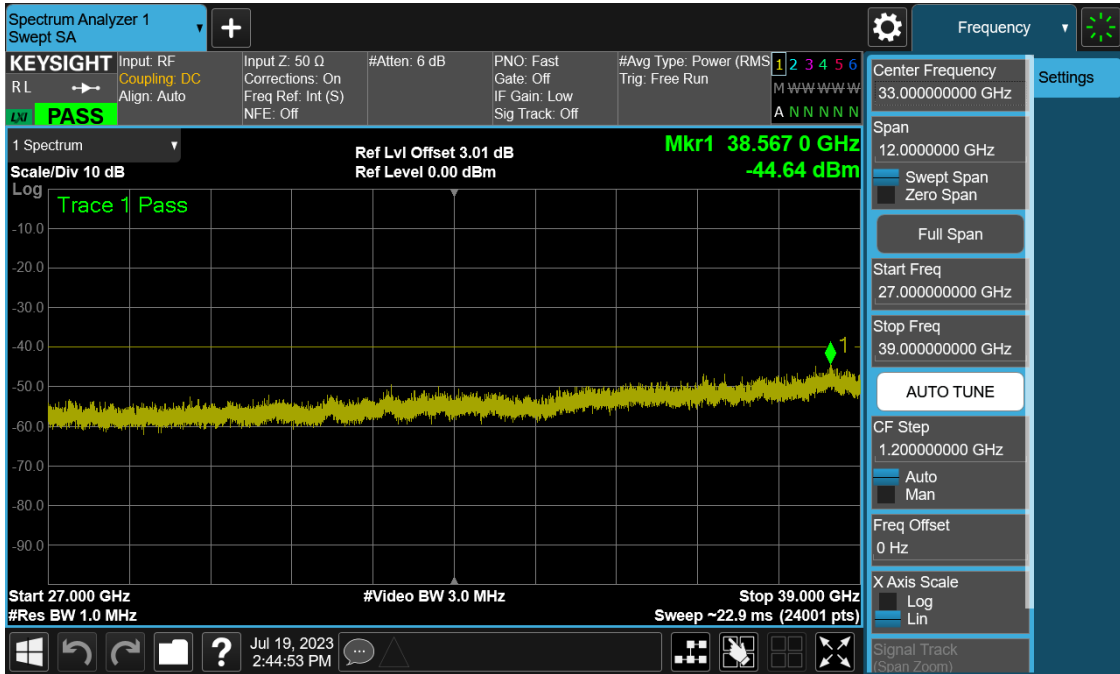 Spectrum Analyzer 1
Swept SA
+
Frequency
KEYSIGHT
R L
LXI PASS
Input: RF
Coupling: DC
Align: Auto
Input Z: 50 Ω
Corrections: On
Freq Ref: Int (S)
NFE: Off
#Atten: 6 dB
PNO: Fast
Gate: Off
IF Gain: Low
Sig Track: Off
#Avg Type: Power (RMS
Trig: Free Run
1 2 3 4 5 6
M W W W W W
A N N N N N
1 Spectrum
Scale/Div 10 dB
Ref Lvl Offset 3.01 dB
Ref Level 0.00 dBm
Mkr1 38.567 0 GHz
-44.64 dBm
Log
Trace 1 Pass
-10.0
-20.0
-30.0
-40.0
-50.0
-60.0
-70.0
-80.0
-90.0
1
Start 27.000 GHz
#Res BW 1.0 MHz
#Video BW 3.0 MHz
Stop 39.000 GHz
Sweep ~22.9 ms (24001 pts)
Center Frequency
33.000000000 GHz
Settings
Span
12.0000000 GHz
Swept Span
Zero Span
Full Span
Start Freq
27.000000000 GHz
Stop Freq
39.000000000 GHz
AUTO TUNE
CF Step
1.200000000 GHz
Auto
Man
Freq Offset
0 Hz
X Axis Scale
Log
Lin
Signal Track
(Span Zoom)
?
Jul 19, 2023
2:44:53 PM